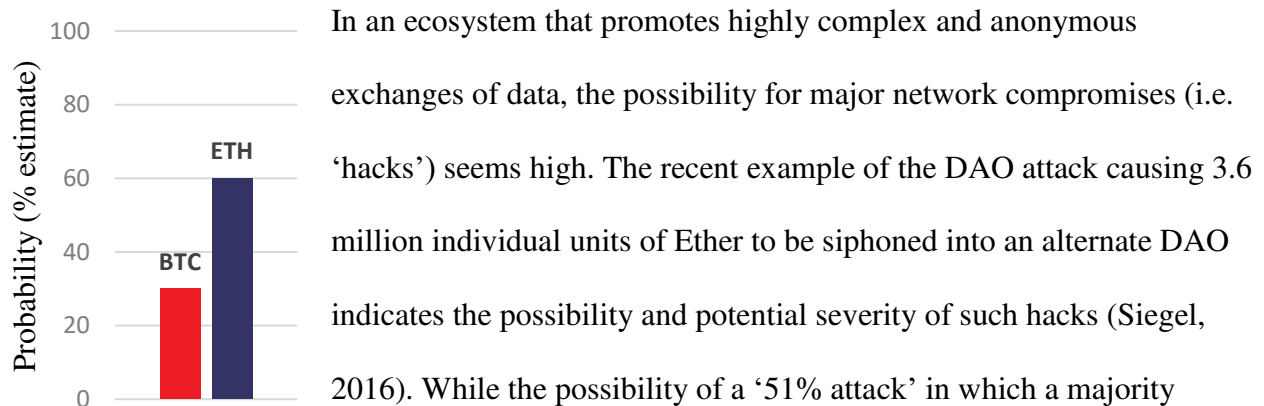 Probability (% estimate)
100
80
60
40
20
0
BTC
ETH
In an ecosystem that promotes highly complex and anonymous
exchanges of data, the possibility for major network compromises (i.e.
‘hacks’) seems high. The recent example of the DAO attack causing 3.6
million individual units of Ether to be siphoned into an alternate DAO
indicates the possibility and potential severity of such hacks (Siegel,
2016). While the possibility of a ‘51% attack’ in which a majority